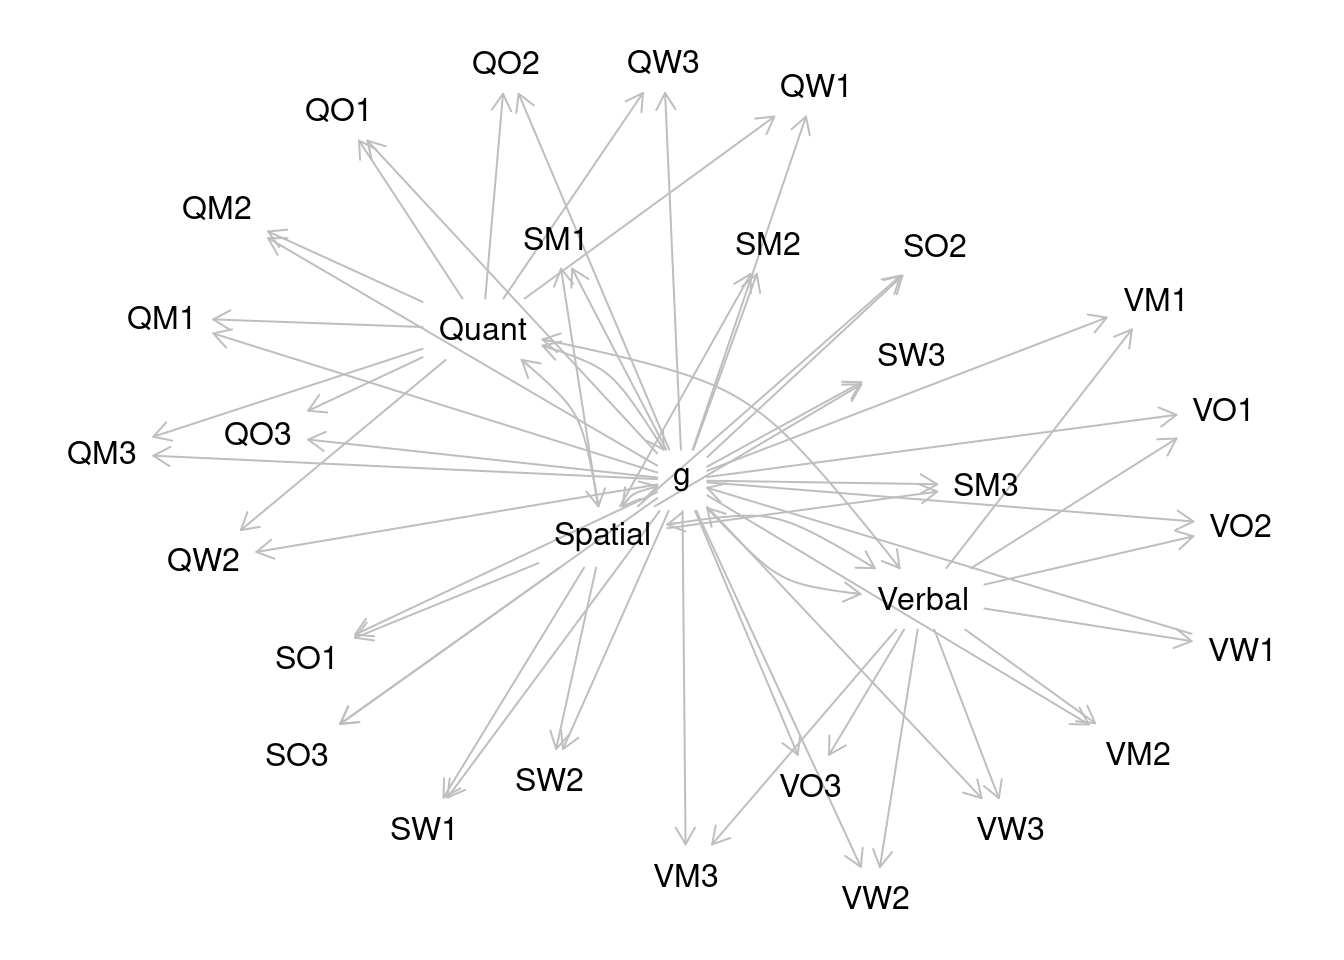 QO2
QW3
QW1
QO1
QM2
SM1
SM2
SO2
VM1
QM1
Quant
SW3
VO1
QO3
QM3
g
SM3
VO2
Spatial
QW2
Verbal
VW1
SO1
SO3
VM2
SW2
VO3
SW1
VW3
VM3
VW2